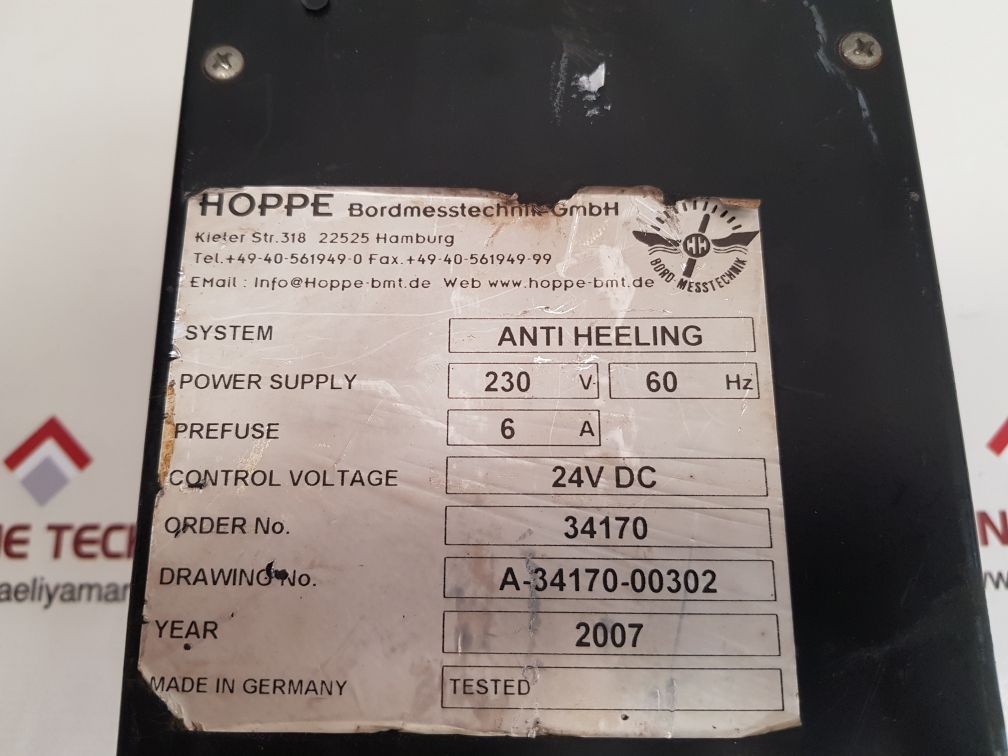 HOPPE Bordmesstechnik GmbH
Kieler Str.318 22525 Hamburg
Tel.+49-40-561949-0 Fax.+49-40-561949-99
EMail : Info@Hoppe-bmt.de Web www.hoppe-bmt.de
HH
BORD-MESSTECHNIK
SYSTEM ANTI HEELING
POWER SUPPLY 230 V 60 Hz
PREFUSE 6 A
CONTROL VOLTAGE 24V DC
ORDER No. 34170
DRAWING No. A-34170-00302
YEAR 2007
MADE IN GERMANY TESTED
NE TECH
aeliyamar
N